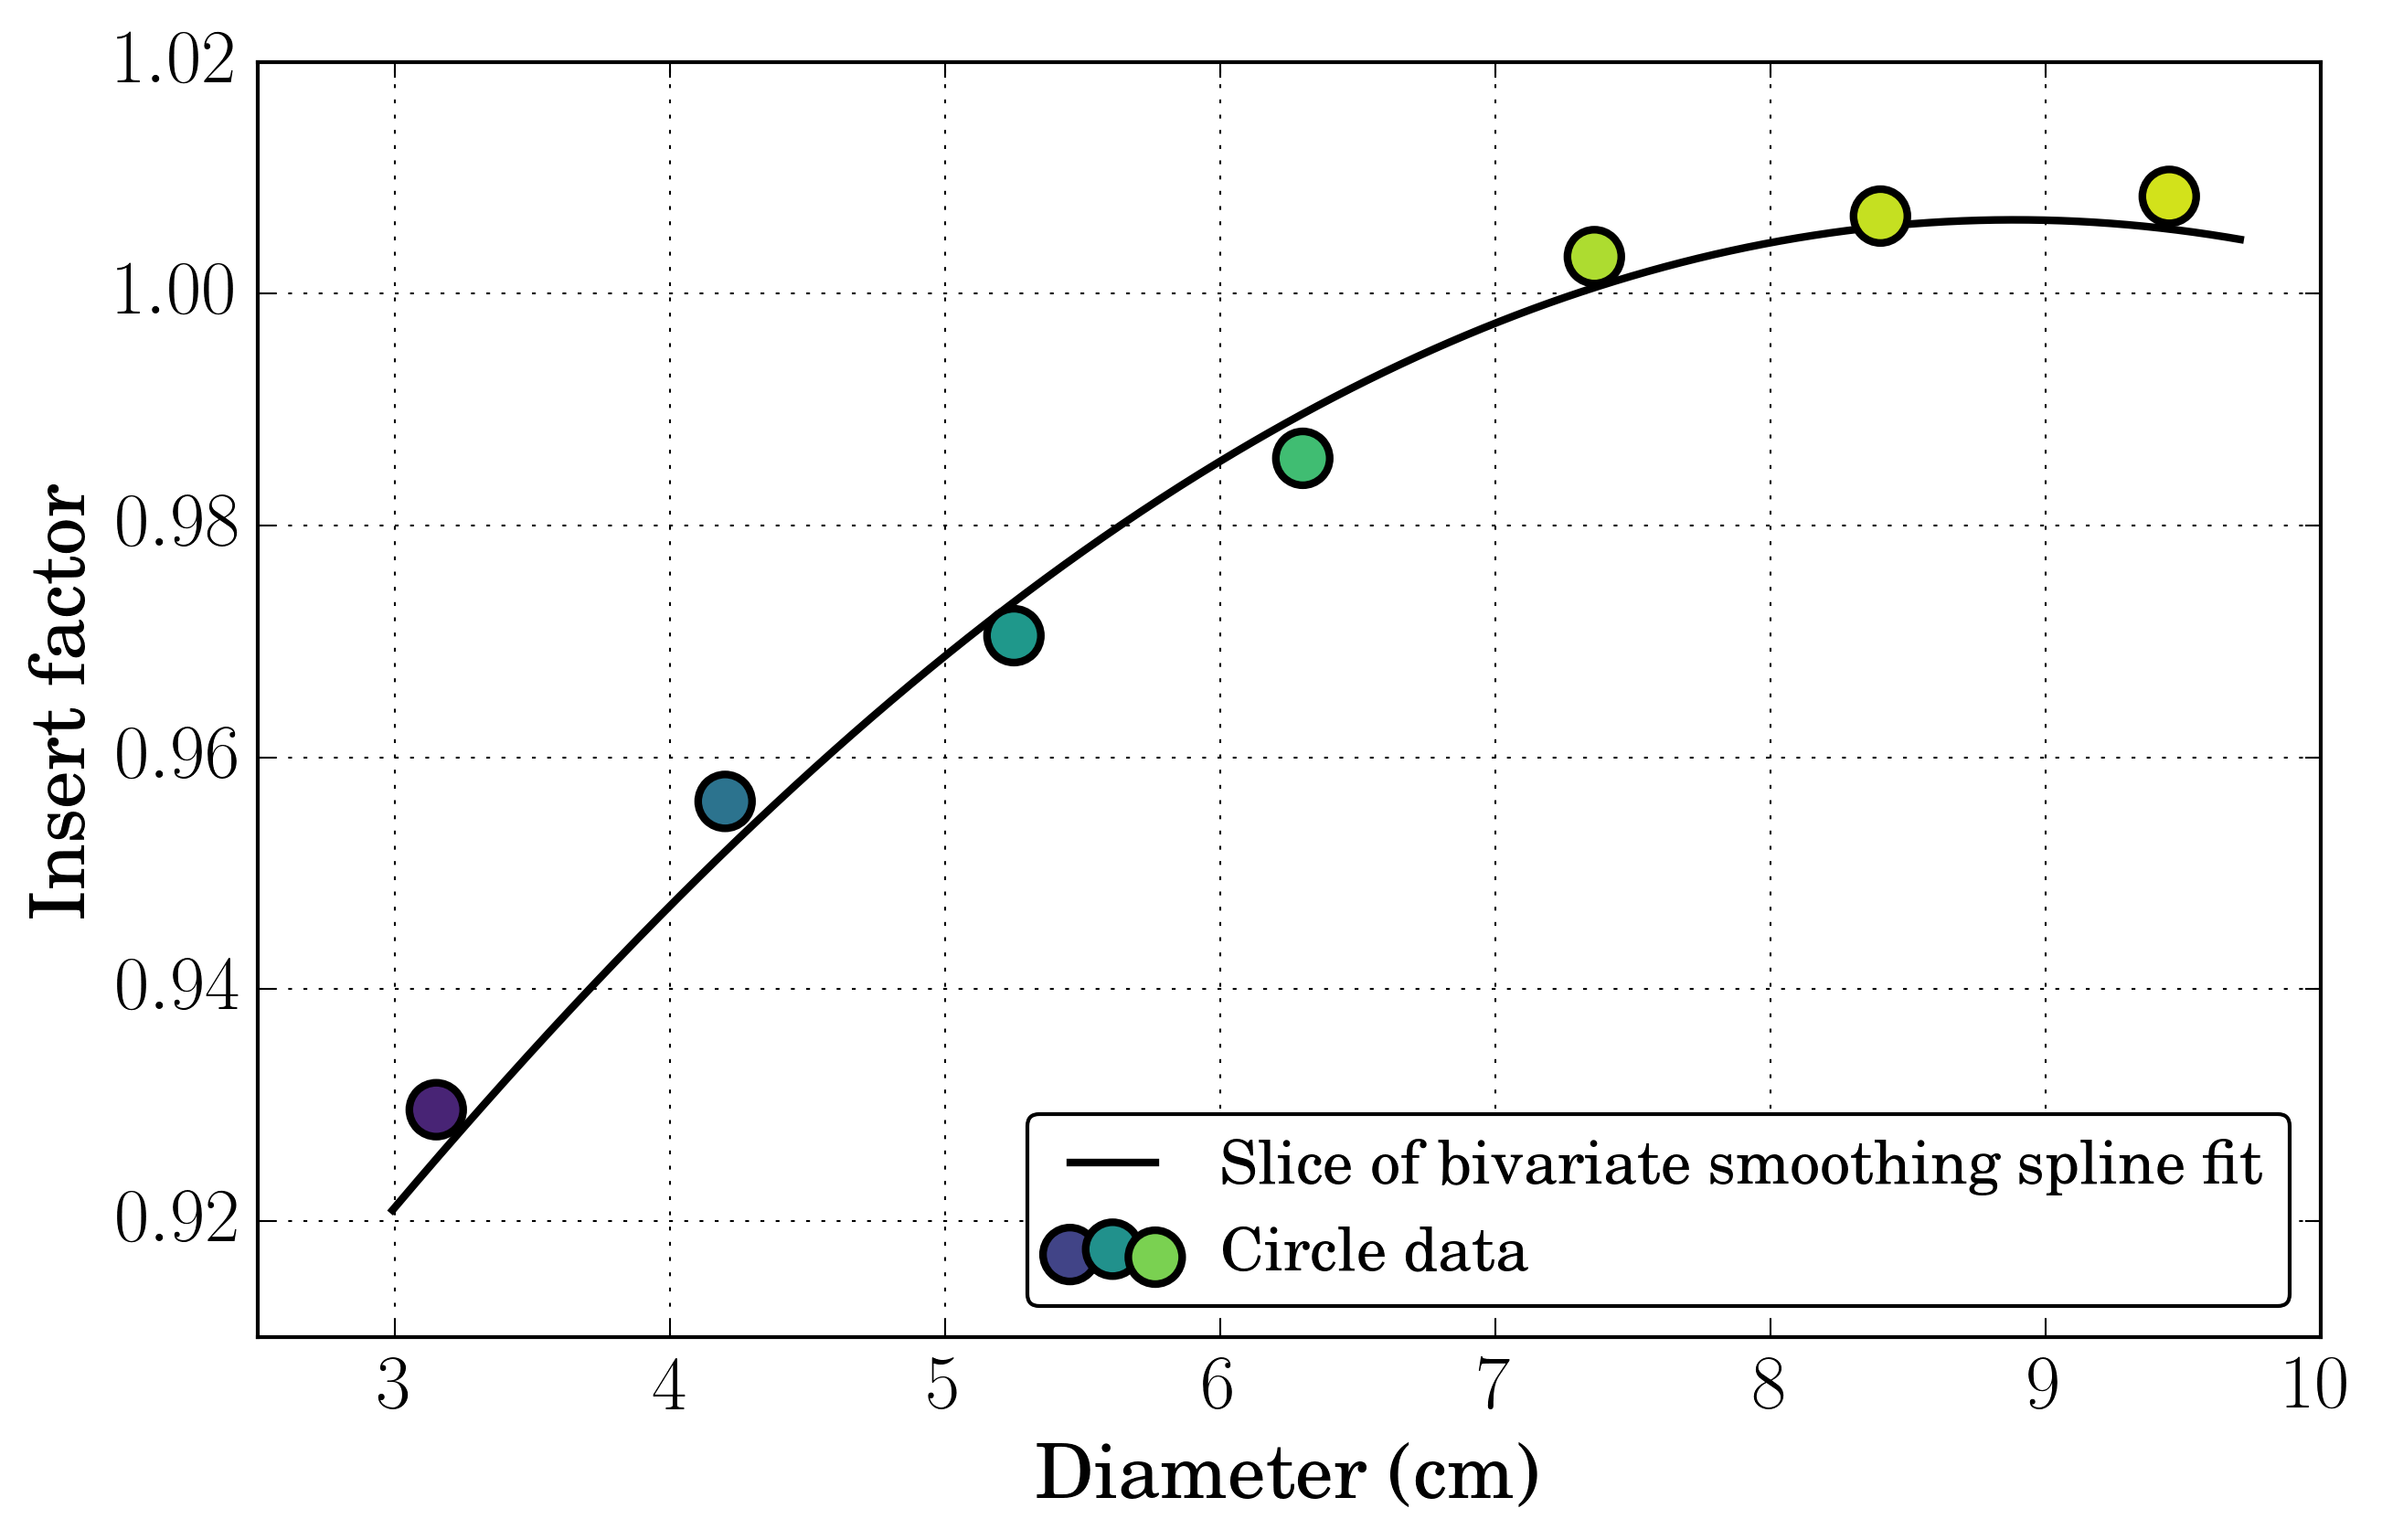 1.02
1.00
0.98
0.96
0.94
0.92
Insert factor
Slice of bivariate smoothing spline fit
Circle data
3 4 5 6 7 8 9 10
Diameter (cm)